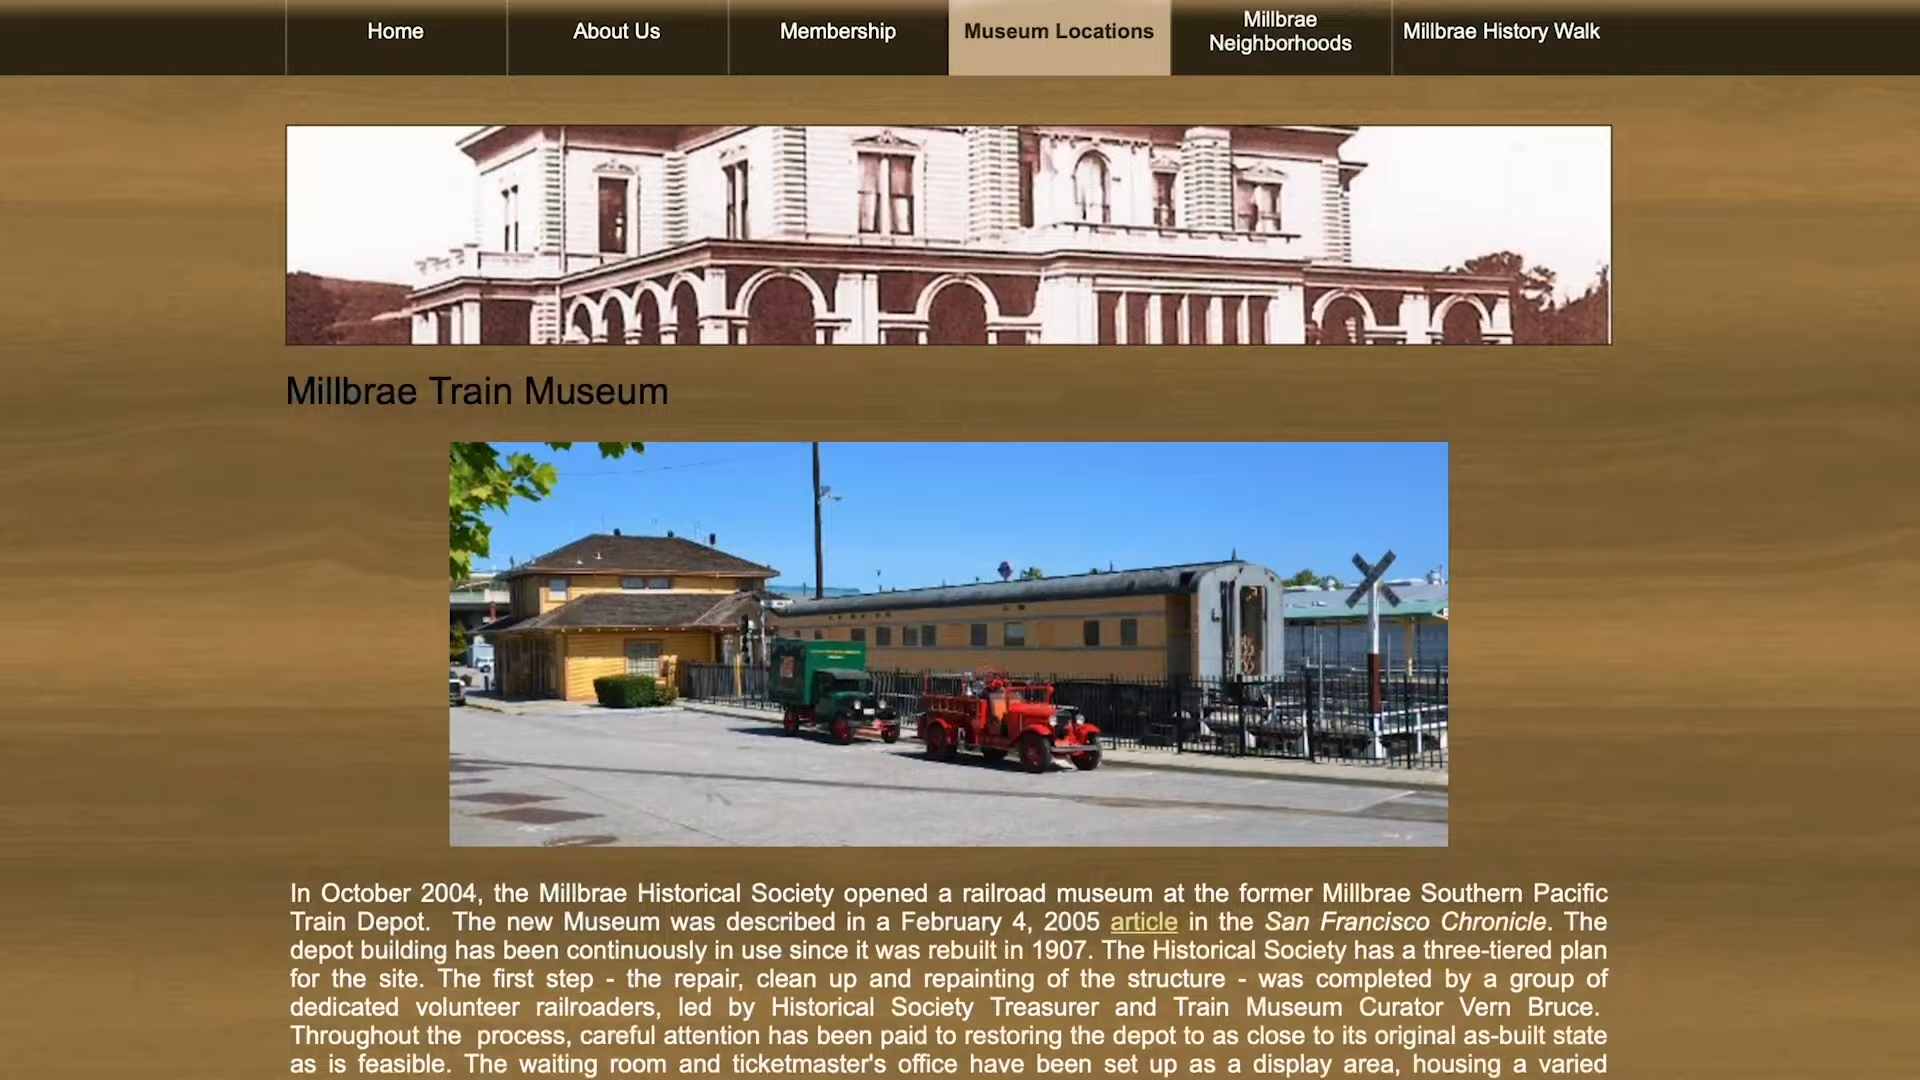 Home
About Us
Membership
Museum Locations
Millbrae
Neighborhoods
Millbrae History Walk
Millbrae Train Museum
In October 2004, the Millbrae Historical Society opened a railroad museum at the former Millbrae Southern Pacific
Train Depot.  The new Museum was described in a February 4, 2005 article in the San Francisco Chronicle. The
depot building has been continuously in use since it was rebuilt in 1907. The Historical Society has a three-tiered plan
for the site. The first step - the repair, clean up and repainting of the structure - was completed by a group of
dedicated volunteer railroaders, led by Historical Society Treasurer and Train Museum Curator Vern Bruce.
Throughout the  process, careful attention has been paid to restoring the depot to as close to its original as-built state
as is feasible. The waiting room and ticketmaster's office have been set up as a display area, housing a varied